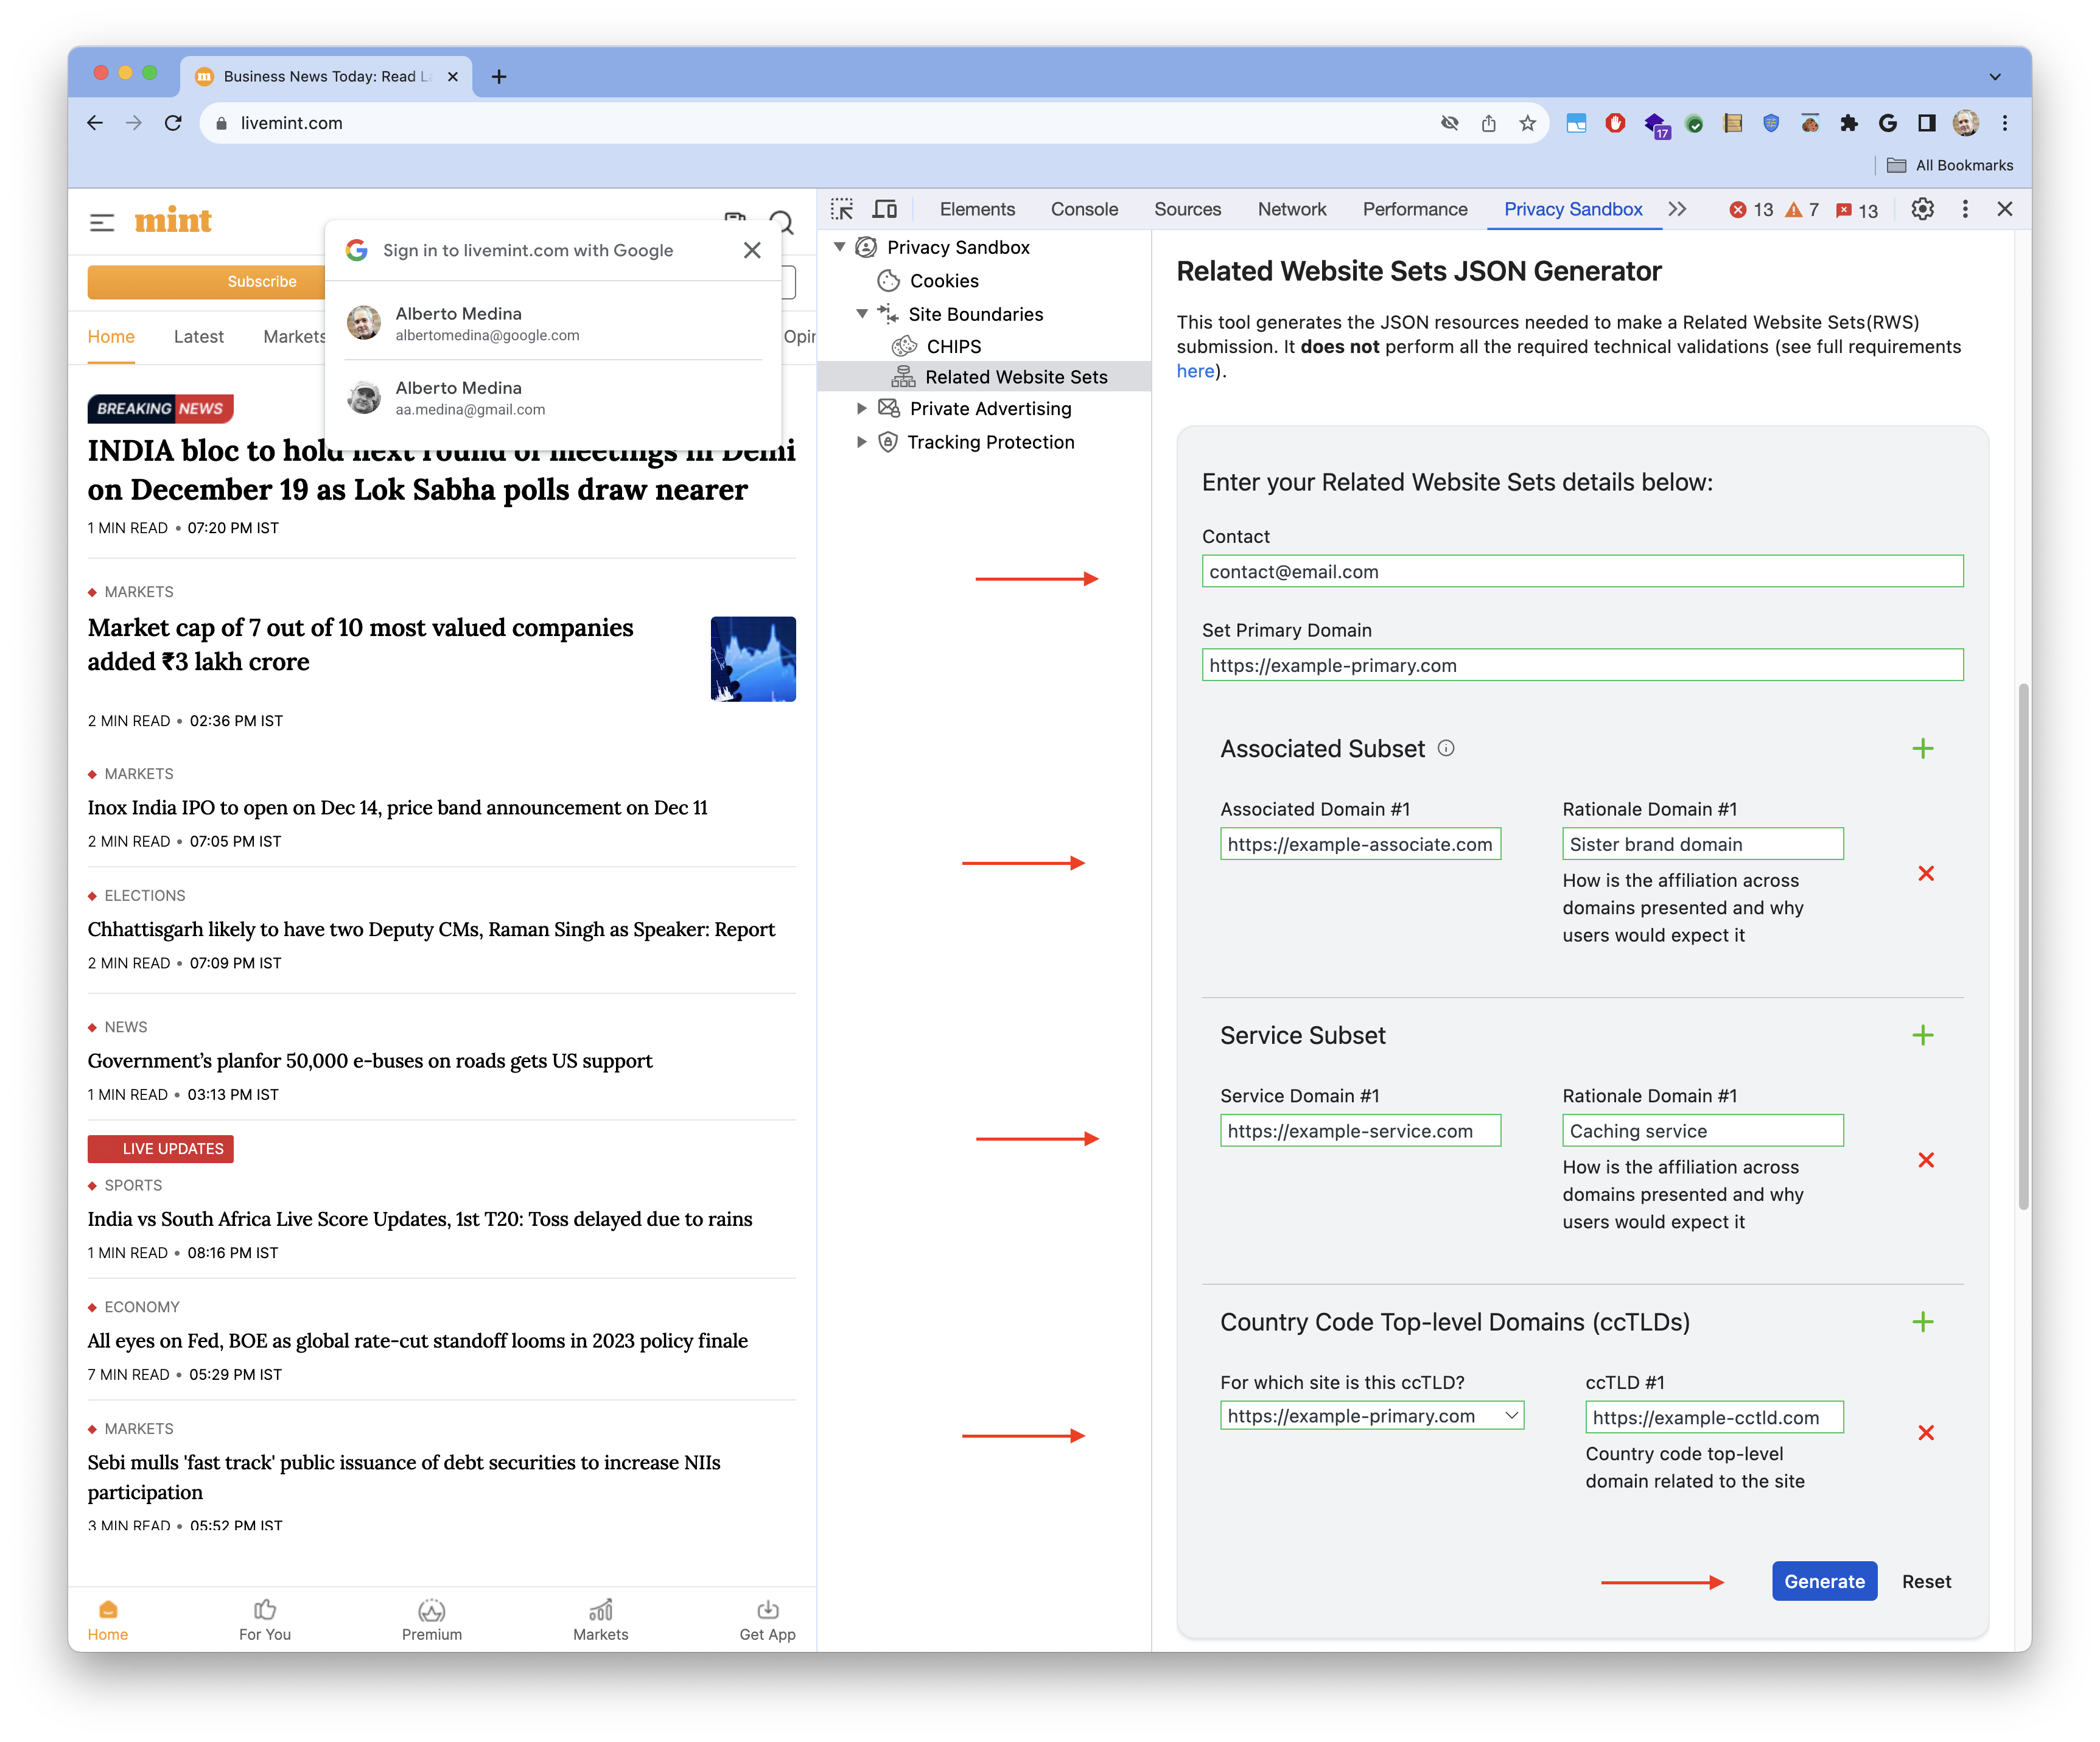 Business News Today: Read L
livemint.com
17
All Bookmarks
mint
Subscribe
Sign in to livemint.com with Google
Alberto Medina
albertomedina@google.com
Alberto Medina
aa.medina@gmail.com
Home Latest Markets Opi
BREAKING NEWS
INDIA bloc to hold next round of meetings in Delhi
on December 19 as Lok Sabha polls draw nearer
1 MIN READ • 07:20 PM IST
MARKETS
Market cap of 7 out of 10 most valued companies
added ₹3 lakh crore
2 MIN READ • 02:36 PM IST
MARKETS
Inox India IPO to open on Dec 14, price band announcement on Dec 11
2 MIN READ • 07:05 PM IST
ELECTIONS
Chhattisgarh likely to have two Deputy CMs, Raman Singh as Speaker: Report
2 MIN READ • 07:09 PM IST
NEWS
Government’s planfor 50,000 e-buses on roads gets US support
1 MIN READ • 03:13 PM IST
LIVE UPDATES
SPORTS
India vs South Africa Live Score Updates, 1st T20: Toss delayed due to rains
1 MIN READ • 08:16 PM IST
ECONOMY
All eyes on Fed, BOE as global rate-cut standoff looms in 2023 policy finale
7 MIN READ • 05:29 PM IST
MARKETS
Sebi mulls 'fast track' public issuance of debt securities to increase NIIs
participation
3 MIN READ • 05:52 PM IST
Home For You Premium Markets Get App
Elements Console Sources Network Performance Privacy Sandbox 13 7 13
Privacy Sandbox
Cookies
Site Boundaries
CHIPS
Related Website Sets
Private Advertising
Tracking Protection
Related Website Sets JSON Generator
This tool generates the JSON resources needed to make a Related Website Sets(RWS)
submission. It does not perform all the required technical validations (see full requirements
here).
Enter your Related Website Sets details below:
Contact
contact@email.com
Set Primary Domain
https://example-primary.com
Associated Subset
Associated Domain #1 Rationale Domain #1
https://example-associate.com Sister brand domain
How is the affiliation across
domains presented and why
users would expect it
Service Subset
Service Domain #1 Rationale Domain #1
https://example-service.com Caching service
How is the affiliation across
domains presented and why
users would expect it
Country Code Top-level Domains (ccTLDs)
For which site is this ccTLD? ccTLD #1
https://example-primary.com https://example-cctld.com
Country code top-level
domain related to the site
Generate Reset